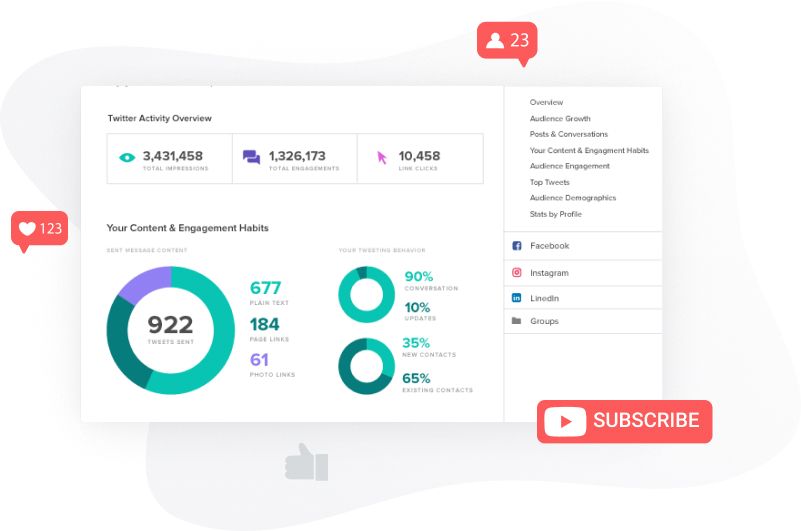 23
Twitter Activity Overview
3,431,458
TOTAL IMPRESSIONS
1,326,173
TOTAL ENGAGEMENTS
10,458
LINK CLICKS
123
Your Content & Engagement Habits
SENT MESSAGE CONTENT
922
TWEETS SENT
677
PLAIN TEXT
184
PAGE LINKS
61
PHOTO LINKS
YOUR TWEETING BEHAVIOR
90%
CONVERSATION
10%
UPDATES
35%
NEW CONTACTS
65%
EXISTING CONTACTS
Overview
Audience Growth
Posts & Conversations
Your Content & Engagment Habits
Audience Engagement
Top Tweets
Audience Demographics
Stats by Profile
Facebook
Instagram
LinedIn
Groups
SUBSCRIBE